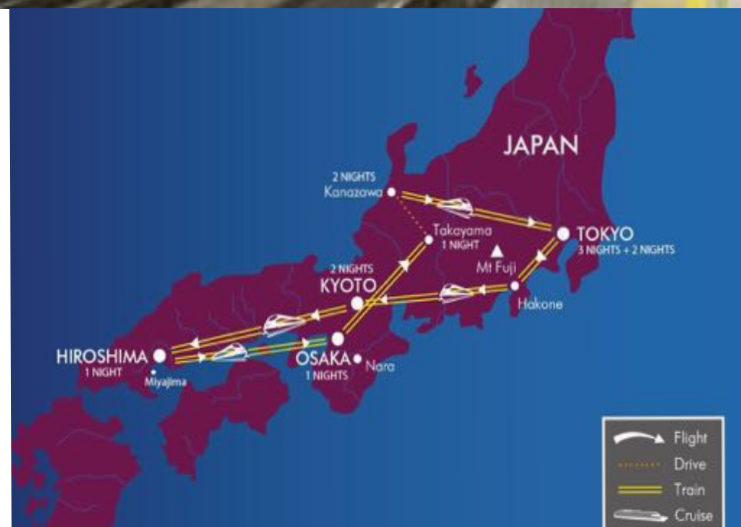 JAPAN
2 NIGHTS
Kanazawa
Takayama
1 NIGHT
TOKYO
3 NIGHTS + 2 NIGHTS
Mt Fuji
2 NIGHTS
KYOTO
Hakone
HIROSHIMA
1 NIGHT
Miyajima
OSAKA
1 NIGHTS
Nara
Flight
Drive
Train
Cruise